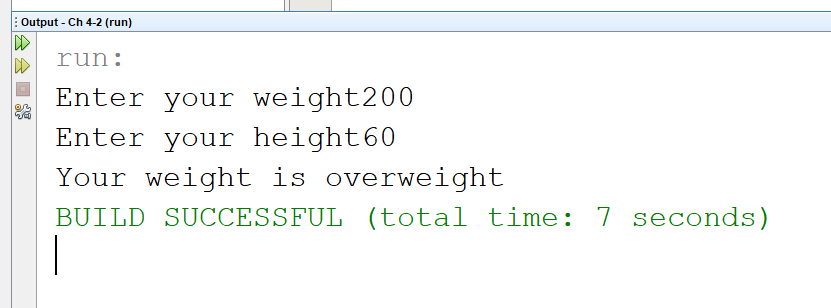 Output - Ch 4-2 (run)
run:
Enter your weight200
Enter your height60
Your weight is overweight
BUILD SUCCESSFUL (total time: 7 seconds)